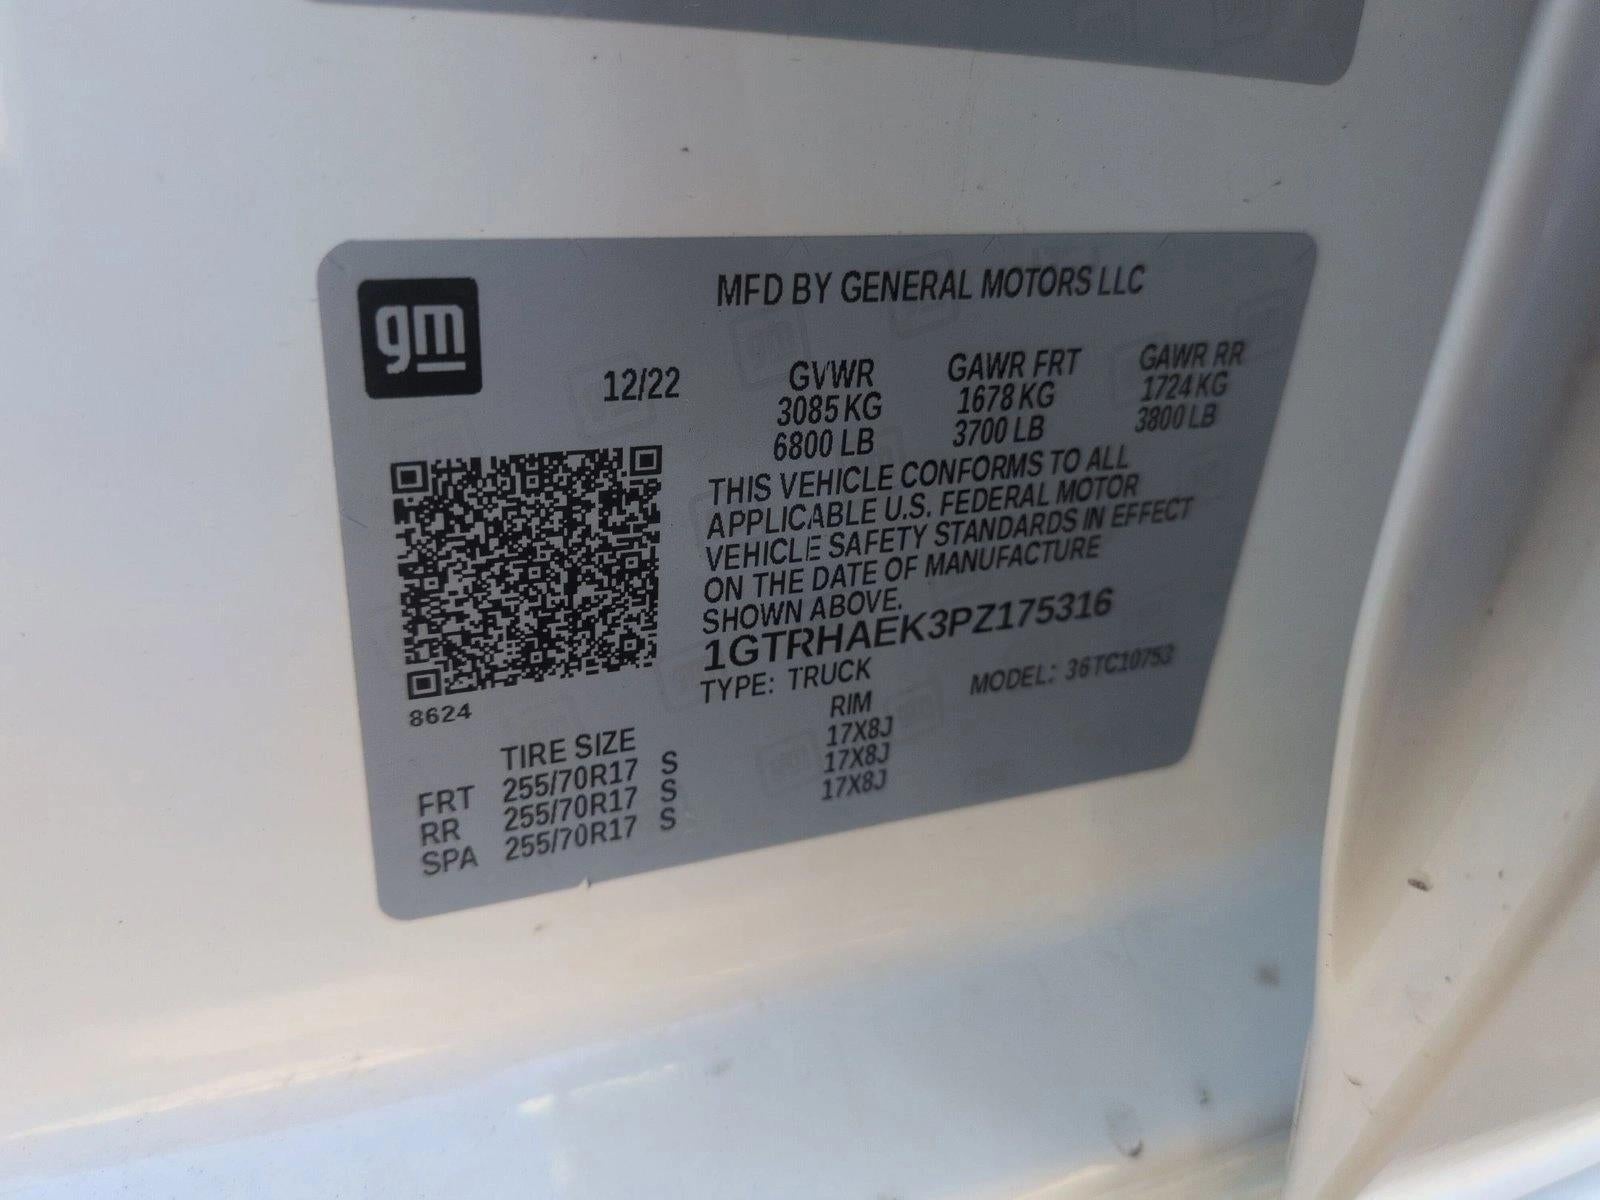 gm
MFD BY GENERAL MOTORS LLC
12/22 GVWR GAWR FRT GAWR RR
3085 KG 1678 KG 1724 KG
6800 LB 3700 LB 3800 LB
THIS VEHICLE CONFORMS TO ALL
APPLICABLE U.S. FEDERAL MOTOR
VEHICLE SAFETY STANDARDS IN EFFECT
ON THE DATE OF MANUFACTURE
SHOWN ABOVE.
1GTRHAEK3PZ175316
TYPE: TRUCK MODEL: 36TC10753
8624
TIRE SIZE RIM
FRT 255/70R17 S 17X8J
RR 255/70R17 S 17X8J
SPA 255/70R17 S 17X8J